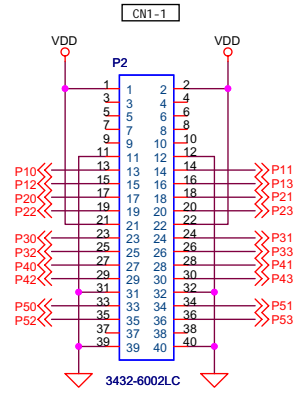 CN1-1
VDD VDD
P2
1 1 2 2
3 3 4 4
5 5 6 6
7 7 8 8
9 9 10 10
11 11 12 12
P10 13 13 14 14 P11
P12 15 15 16 16 P13
P20 17 17 18 18 P21
P22 19 19 20 20 P23
21 21 22 22
P30 23 23 24 24 P31
P32 25 25 26 26 P33
P40 27 27 28 28 P41
P42 29 29 30 30 P43
31 31 32 32
P50 33 33 34 34 P51
P52 35 35 36 36 P53
37 37 38 38
39 39 40 40
3432-6002LC